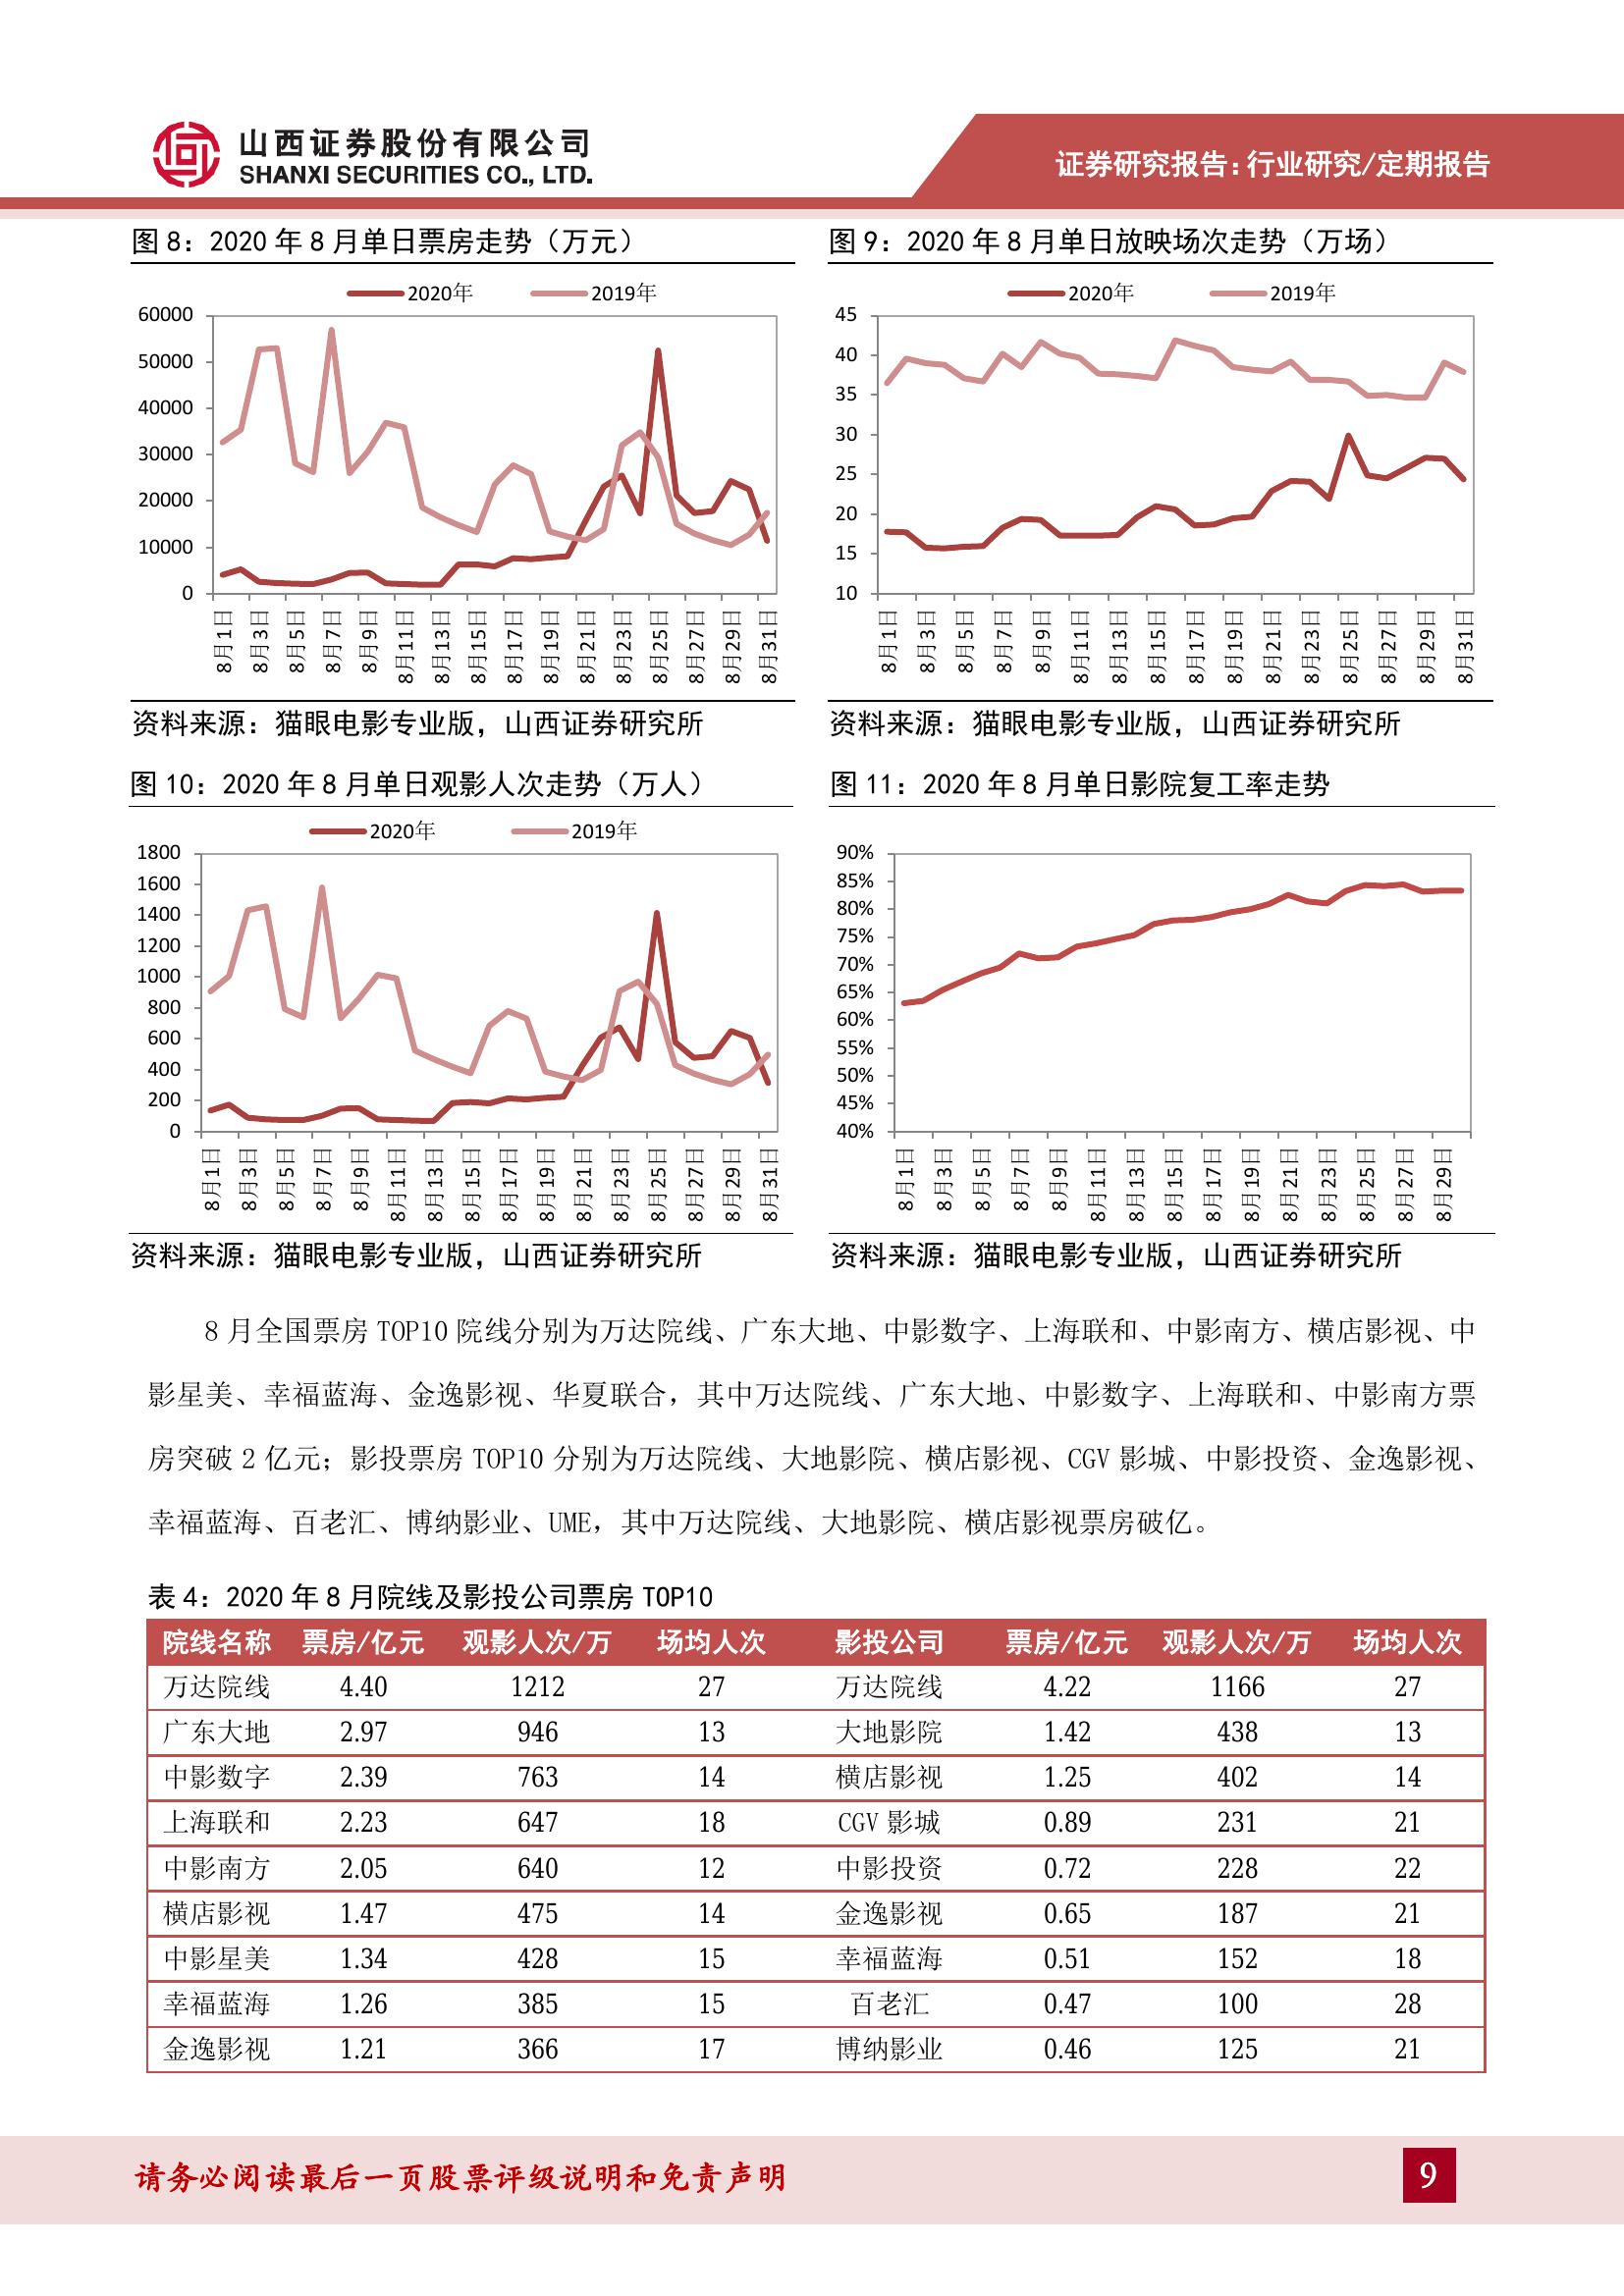 山西证券股份有限公司
SHANXI SECURITIES CO., LTD.
证券研究报告：行业研究/定期报告
图 8：2020 年 8 月单日票房走势（万元）
2020年 2019年
60000
50000
40000
30000
20000
10000
0
8月1日 8月3日 8月5日 8月7日 8月9日 8月11日 8月13日 8月15日 8月17日 8月19日 8月21日 8月23日 8月25日 8月27日 8月29日 8月31日
资料来源：猫眼电影专业版，山西证券研究所
图 9：2020 年 8 月单日放映场次走势（万场）
2020年 2019年
45
40
35
30
25
20
15
10
8月1日 8月3日 8月5日 8月7日 8月9日 8月11日 8月13日 8月15日 8月17日 8月19日 8月21日 8月23日 8月25日 8月27日 8月29日 8月31日
资料来源：猫眼电影专业版，山西证券研究所
图 10：2020 年 8 月单日观影人次走势（万人）
2020年 2019年
1800
1600
1400
1200
1000
800
600
400
200
0
8月1日 8月3日 8月5日 8月7日 8月9日 8月11日 8月13日 8月15日 8月17日 8月19日 8月21日 8月23日 8月25日 8月27日 8月29日 8月31日
资料来源：猫眼电影专业版，山西证券研究所
图 11：2020 年 8 月单日影院复工率走势
90%
85%
80%
75%
70%
65%
60%
55%
50%
45%
40%
8月1日 8月3日 8月5日 8月7日 8月9日 8月11日 8月13日 8月15日 8月17日 8月19日 8月21日 8月23日 8月25日 8月27日 8月29日
资料来源：猫眼电影专业版，山西证券研究所
8 月全国票房 TOP10 院线分别为万达院线、广东大地、中影数字、上海联和、中影南方、横店影视、中
影星美、幸福蓝海、金逸影视、华夏联合，其中万达院线、广东大地、中影数字、上海联和、中影南方票
房突破 2 亿元；影投票房 TOP10 分别为万达院线、大地影院、横店影视、CGV 影城、中影投资、金逸影视、
幸福蓝海、百老汇、博纳影业、UME，其中万达院线、大地影院、横店影视票房破亿。
表 4：2020 年 8 月院线及影投公司票房 TOP10
院线名称 票房/亿元 观影人次/万 场均人次 影投公司 票房/亿元 观影人次/万 场均人次
万达院线 4.40 1212 27 万达院线 4.22 1166 27
广东大地 2.97 946 13 大地影院 1.42 438 13
中影数字 2.39 763 14 横店影视 1.25 402 14
上海联和 2.23 647 18 CGV 影城 0.89 231 21
中影南方 2.05 640 12 中影投资 0.72 228 22
横店影视 1.47 475 14 金逸影视 0.65 187 21
中影星美 1.34 428 15 幸福蓝海 0.51 152 18
幸福蓝海 1.26 385 15 百老汇 0.47 100 28
金逸影视 1.21 366 17 博纳影业 0.46 125 21
请务必阅读最后一页股票评级说明和免责声明
9